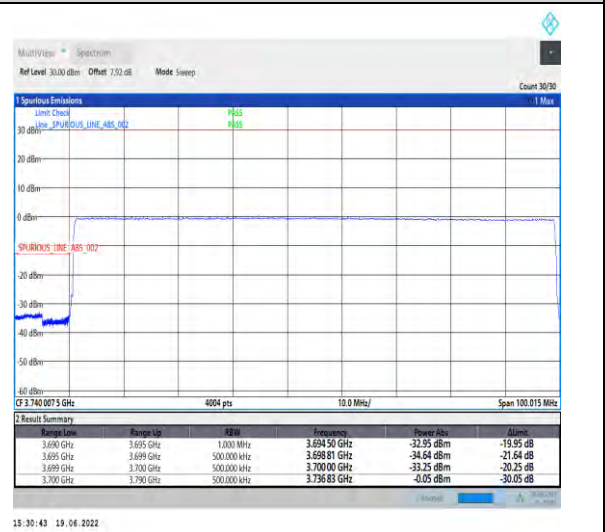 MultiView Spectrum
Ref Level 30.00 dBm Offset 7.92 dB Mode Sweep
Count 30/30
1 Spurious Emissions 1 Max
Limit Check PASS
Line _SPURIOUS_LINE_ABS_002 PASS
30 dBm
20 dBm
10 dBm
0 dBm
SPURIOUS_LINE_ABS_002
-20 dBm
-30 dBm
-40 dBm
-50 dBm
-60 dBm
CF 3.740 007 5 GHz 4004 pts 10.0 MHz/ Span 100.015 MHz
2 Result Summary
Range Low Range Up RBW Frequency Power Abs ΔLimit
3.690 GHz 3.695 GHz 1.000 MHz 3.694 50 GHz -32.95 dBm -19.95 dB
3.695 GHz 3.699 GHz 500.000 kHz 3.698 81 GHz -34.64 dBm -21.64 dB
3.699 GHz 3.700 GHz 500.000 kHz 3.700 00 GHz -33.25 dBm -20.25 dB
3.700 GHz 3.790 GHz 500.000 kHz 3.736 83 GHz -0.05 dBm -30.05 dB
15:30:43 19.06.2022